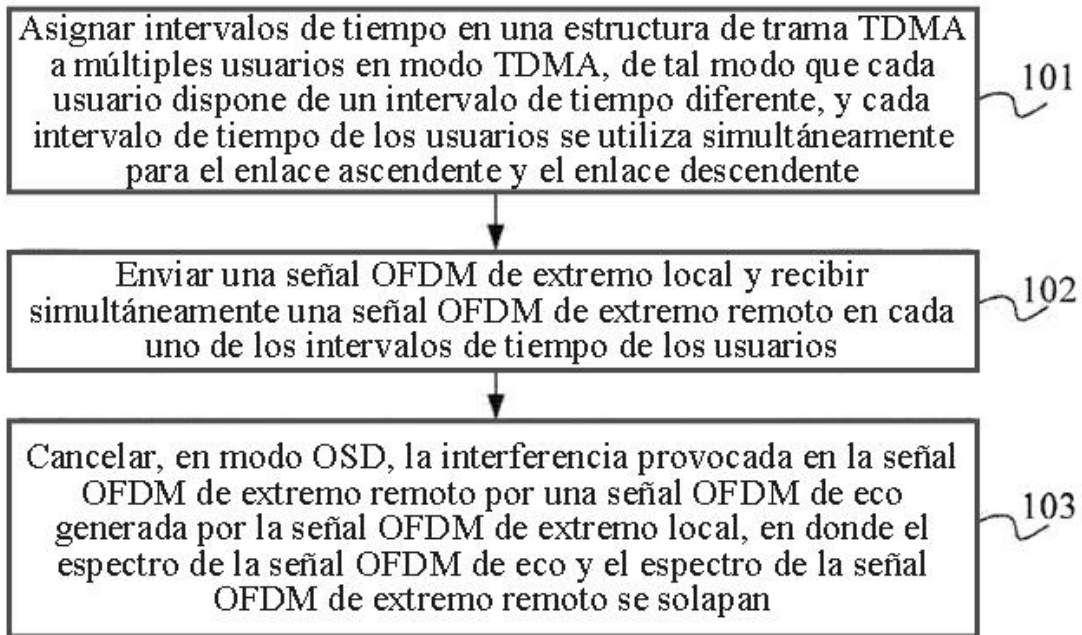 Asignar intervalos de tiempo en una estructura de trama TDMA
a múltiples usuarios en modo TDMA, de tal modo que cada
usuario dispone de un intervalo de tiempo diferente, y cada
intervalo de tiempo de los usuarios se utiliza simultáneamente
para el enlace ascendente y el enlace descendente
101
Enviar una señal OFDM de extremo local y recibir
simultáneamente una señal OFDM de extremo remoto en cada
uno de los intervalos de tiempo de los usuarios
102
Cancelar, en modo OSD, la interferencia provocada en la señal
OFDM de extremo remoto por una señal OFDM de eco
generada por la señal OFDM de extremo local, en donde el
espectro de la señal OFDM de eco y el espectro de la señal
OFDM de extremo remoto se solapan
103